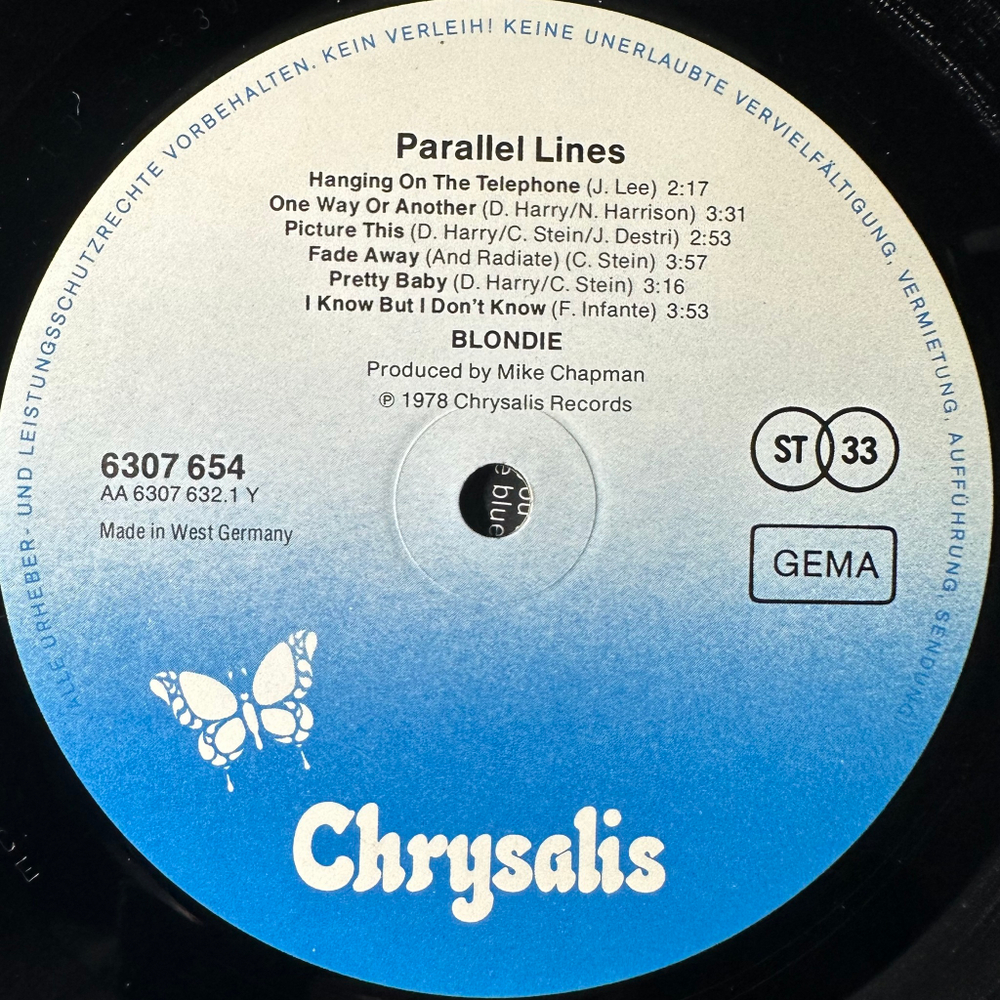 ALLE URHEBER- UND LEISTUNGSSCHUTZRECHTE VORBEHALTEN. KEIN VERLEIH! KEINE UNERLAUBTE VERVIELFÄLTIGUNG, VERMIETUNG, AUFFÜHRUNG SENDUNG
Parallel Lines
Hanging On The Telephone (J. Lee) 2:17
One Way Or Another (D. Harry/N. Harrison) 3:31
Picture This (D. Harry/C. Stein/J. Destri) 2:53
Fade Away (And Radiate) (C. Stein) 3:57
Pretty Baby (D. Harry/C. Stein) 3:16
I Know But I Don't Know (F. Infante) 3:53
BLONDIE
Produced by Mike Chapman
℗ 1978 Chrysalis Records
6307 654
AA 6307 632.1 Y
Made in West Germany
ST 33
GEMA
blue
Chrysalis